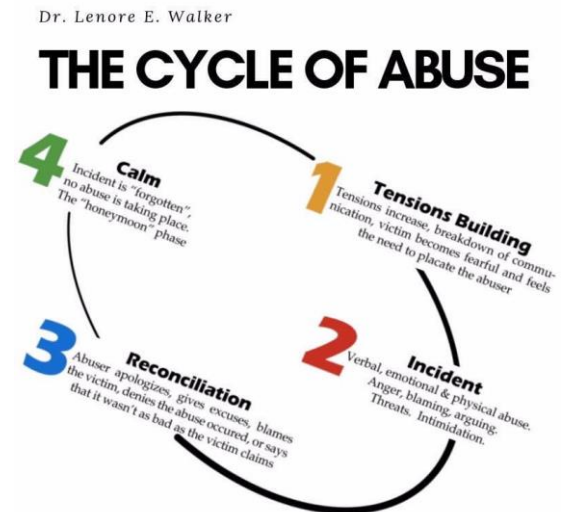 Dr. Lenore E. Walker
THE CYCLE OF ABUSE
1
Tensions Building
Tensions increase, breakdown of commu-
nication, victim becomes fearful and feels
the need to placate the abuser
2
Incident
Verbal, emotional & physical abuse.
Anger, blaming, arguing.
Threats. Intimidation.
3
Reconciliation
Abuser apologizes, gives excuses, blames
the victim, denies the abuse occured, or says
that it wasn't as bad as the victim claims
4
Calm
Incident is "forgotten",
no abuse is taking place.
The "honeymoon" phase